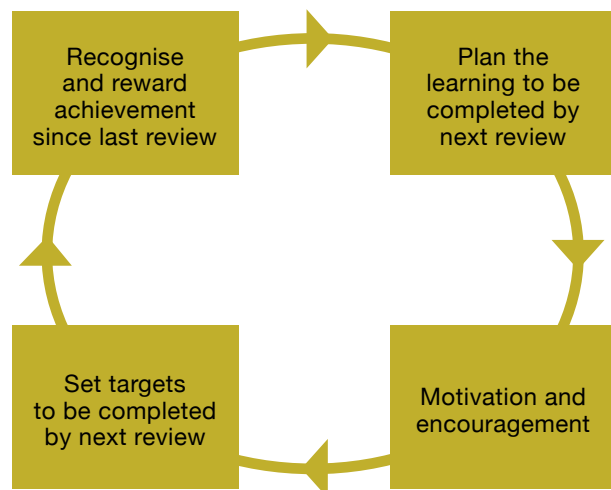 Recognise
and reward
achievement
since last review
Plan the
learning to be
completed by
next review
Motivation and
encouragement
Set targets
to be completed
by next review